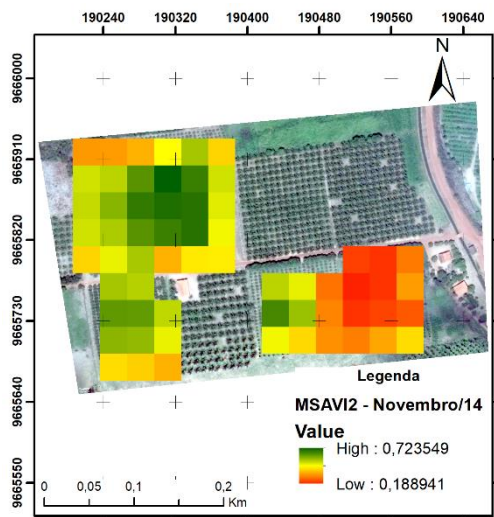 190240 190320 190400 190480 190560 190640
N
9666000
9665910
9665820
9665730
9665640
9665550
Legenda
MSAVI2 - Novembro/14
Value
High : 0,723549
Low : 0,188941
0 0,05 0,1 0,2
Km